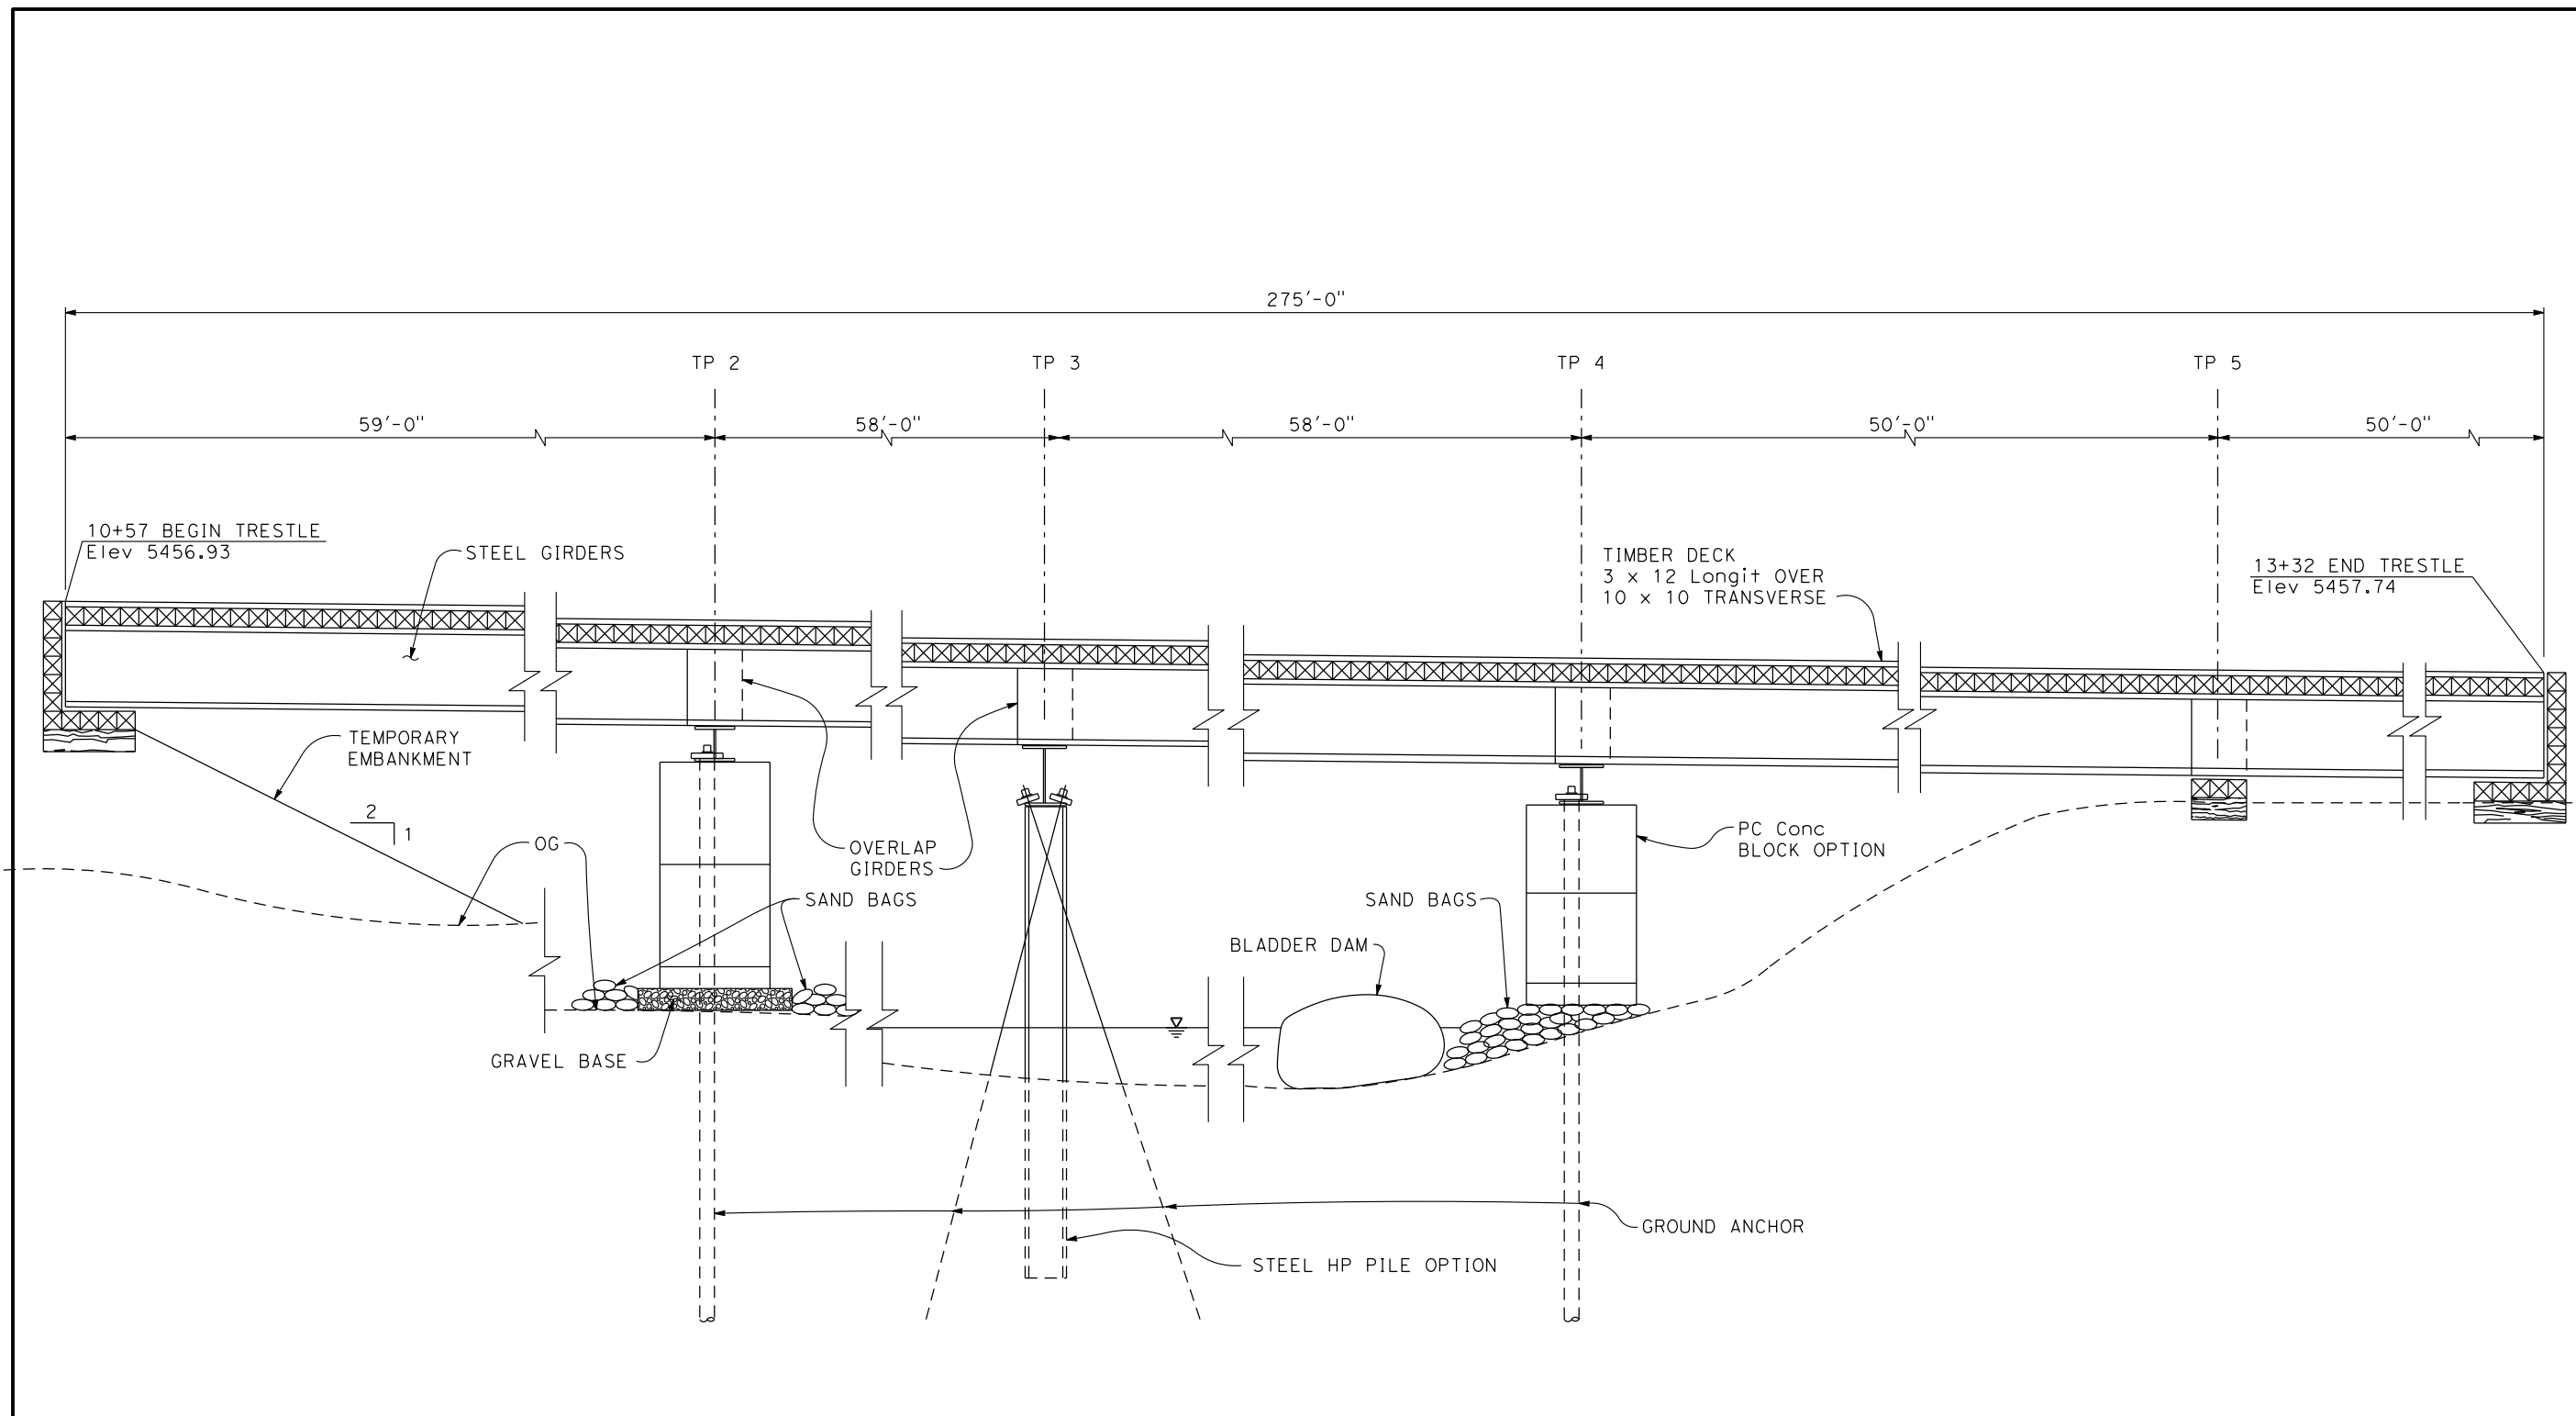 275'-0"
TP 2
TP 3
TP 4
TP 5
59'-0"
58'-0"
58'-0"
50'-0"
50'-0"
10+57 BEGIN TRESTLE
Elev 5456.93
STEEL GIRDERS
TIMBER DECK
3 x 12 Longit OVER
10 x 10 TRANSVERSE
13+32 END TRESTLE
Elev 5457.74
TEMPORARY
EMBANKMENT
2
1
OG
OVERLAP
GIRDERS
PC Conc
BLOCK OPTION
SAND BAGS
SAND BAGS
BLADDER DAM
GRAVEL BASE
GROUND ANCHOR
STEEL HP PILE OPTION